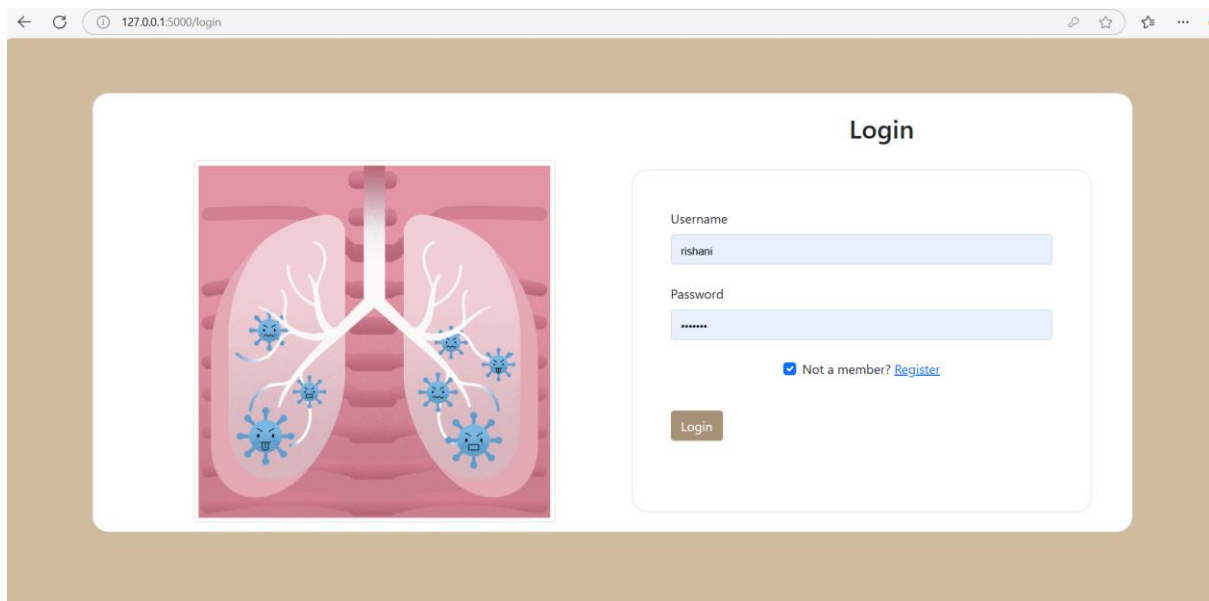 127.0.0.1:5000/login
Login
Username
rishani
Password
•••••••
Not a member? Register
Login